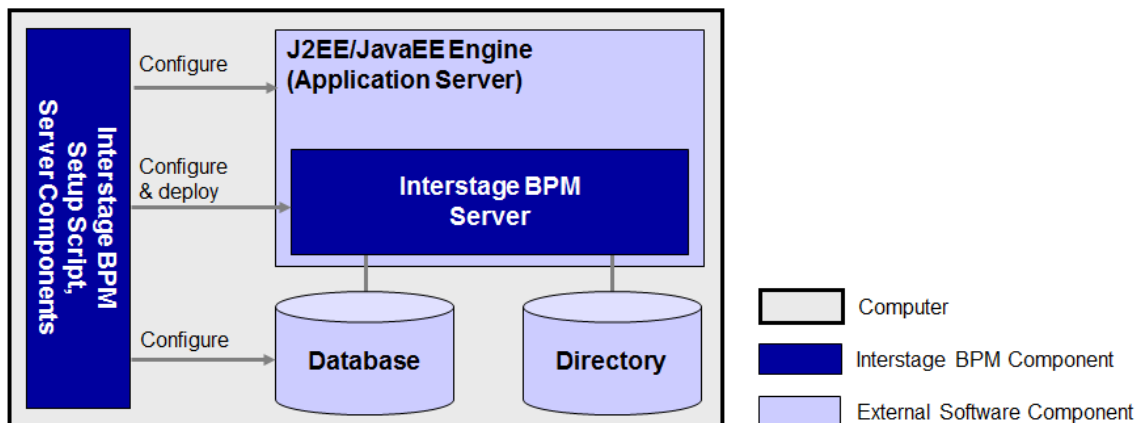 Interstage BPM
Setup Script,
Server Components
Configure
J2EE/JavaEE Engine
(Application Server)
Configure
& deploy
Interstage BPM
Server
Configure
Database
Directory
Computer
Interstage BPM Component
External Software Component